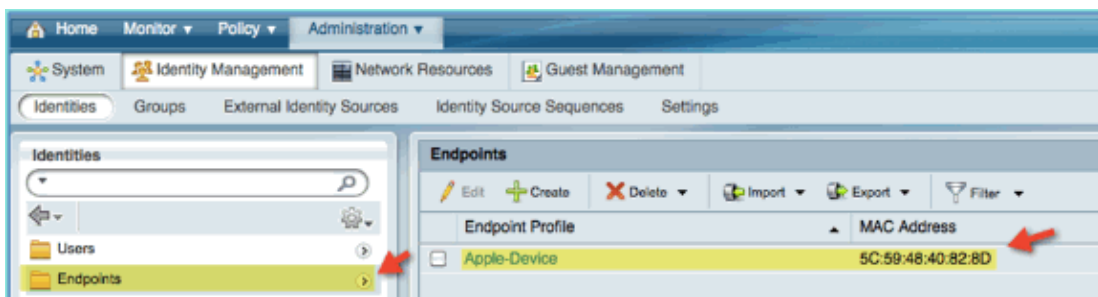 Home Monitor Policy Administration
System Identity Management Network Resources Guest Management
Identities Groups External Identity Sources Identity Source Sequences Settings
Identities
Users
Endpoints
Endpoints
Edit Create Delete Import Export Filter
Endpoint Profile MAC Address
Apple-Device 5C:59:48:40:82:8D